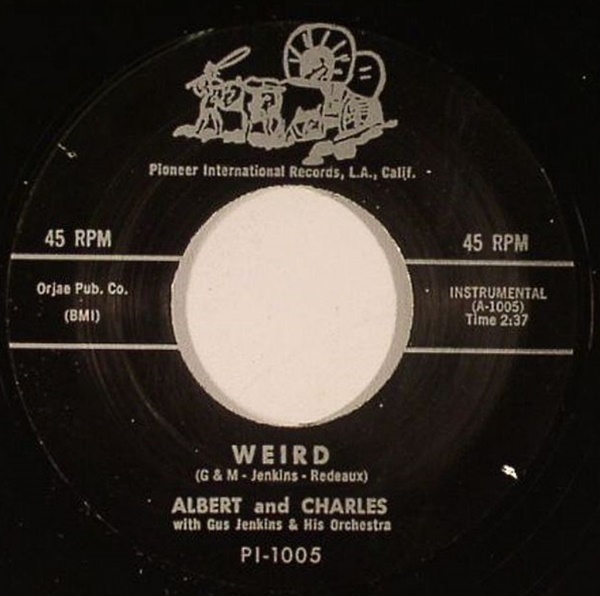 Pioneer International Records, L.A., Calif.
45 RPM
45 RPM
Orjae Pub. Co.
(BMI)
INSTRUMENTAL
(A-1005)
Time 2:37
WEIRD
(G & M - Jenkins - Redeaux)
ALBERT and CHARLES
with Gus Jenkins & His Orchestra
PI-1005